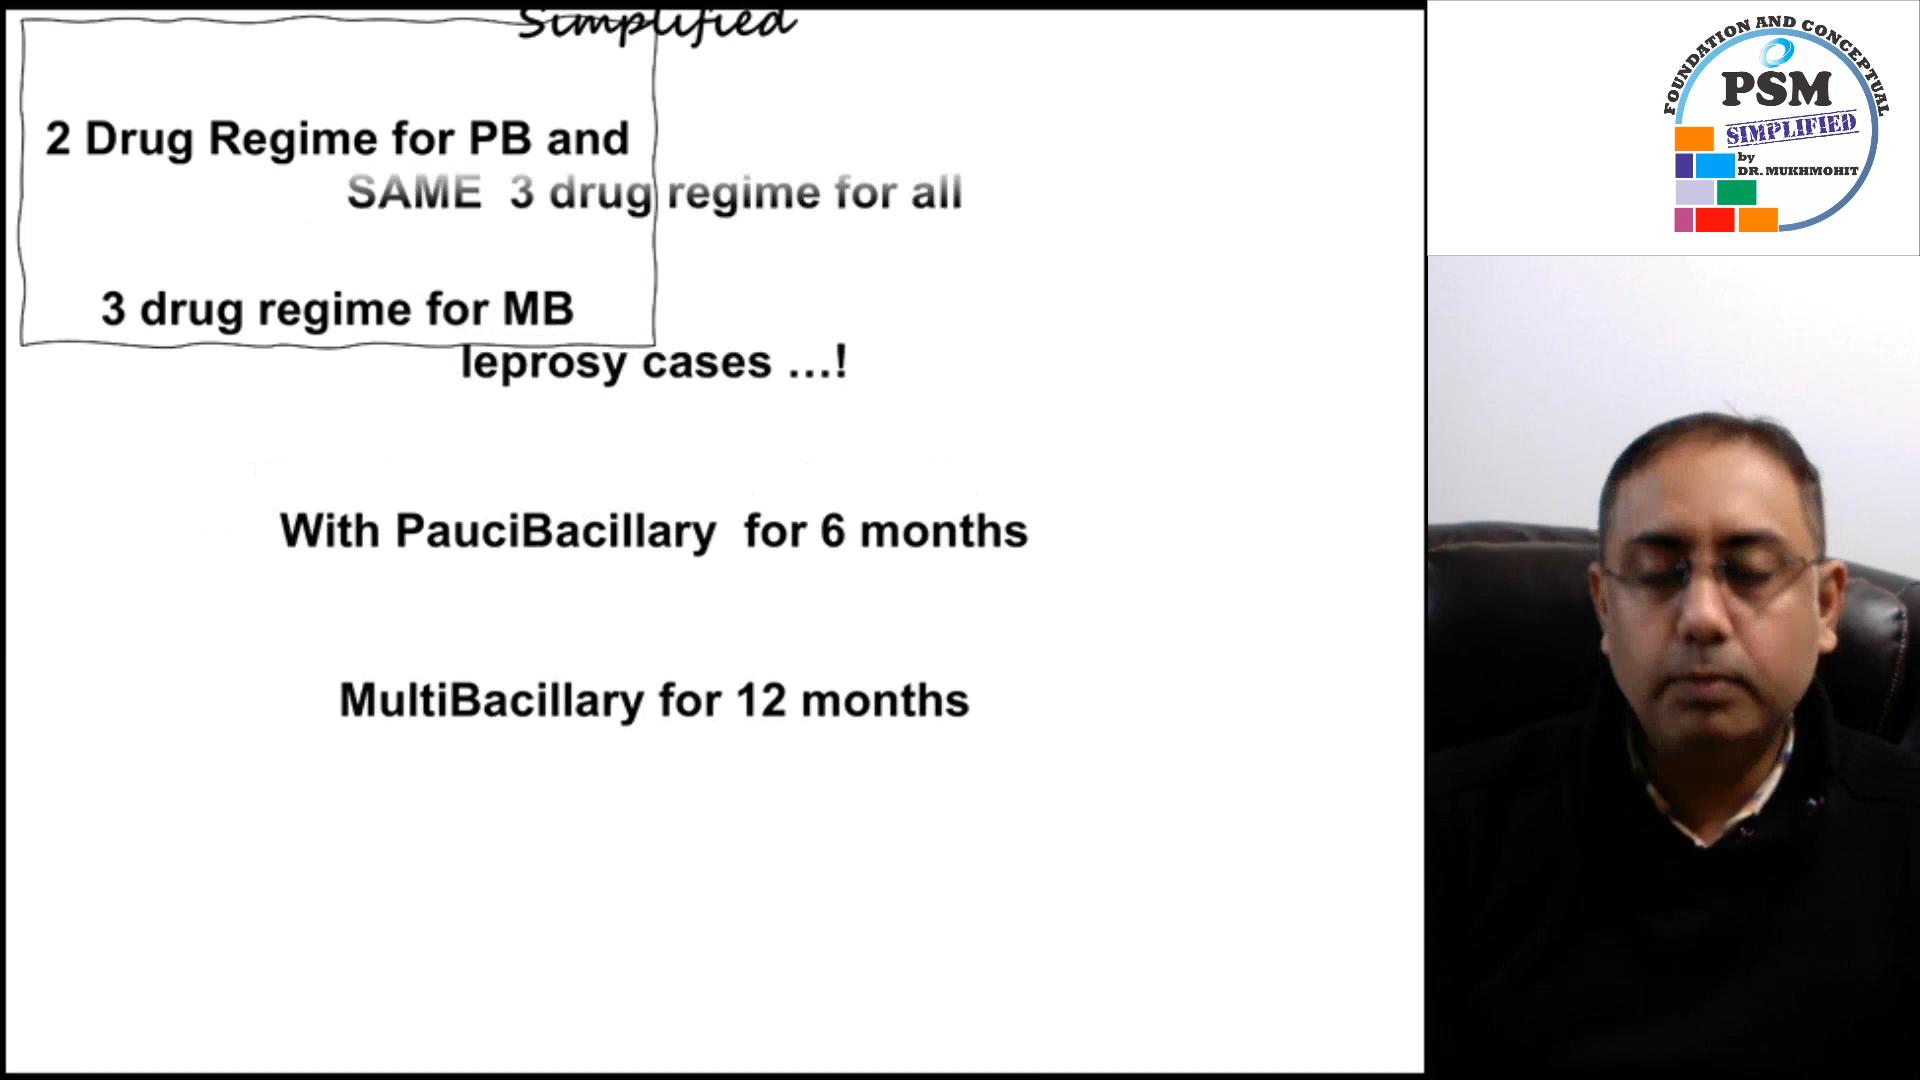 Simplified
2 Drug Regime for PB and
SAME 3 drug regime for all
3 drug regime for MB
leprosy cases ...!
With PauciBacillary for 6 months
MultiBacillary for 12 months
FOUNDATION AND CONCEPTUAL
PSM
SIMPLIFIED
by
DR. MUKHMOHIT